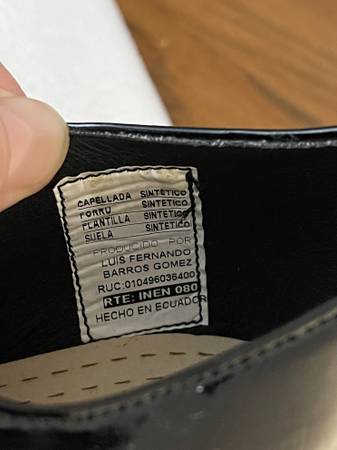 CAPELLADA SINTETICO
FORRO SINTETICO
PLANTILLA SINTETICO
SUELA SINTETICO
PRODUCIDO POR
LUIS FERNANDO
BARROS GOMEZ
RUC:010496036400
RTE: INEN 080
HECHO EN ECUADOR